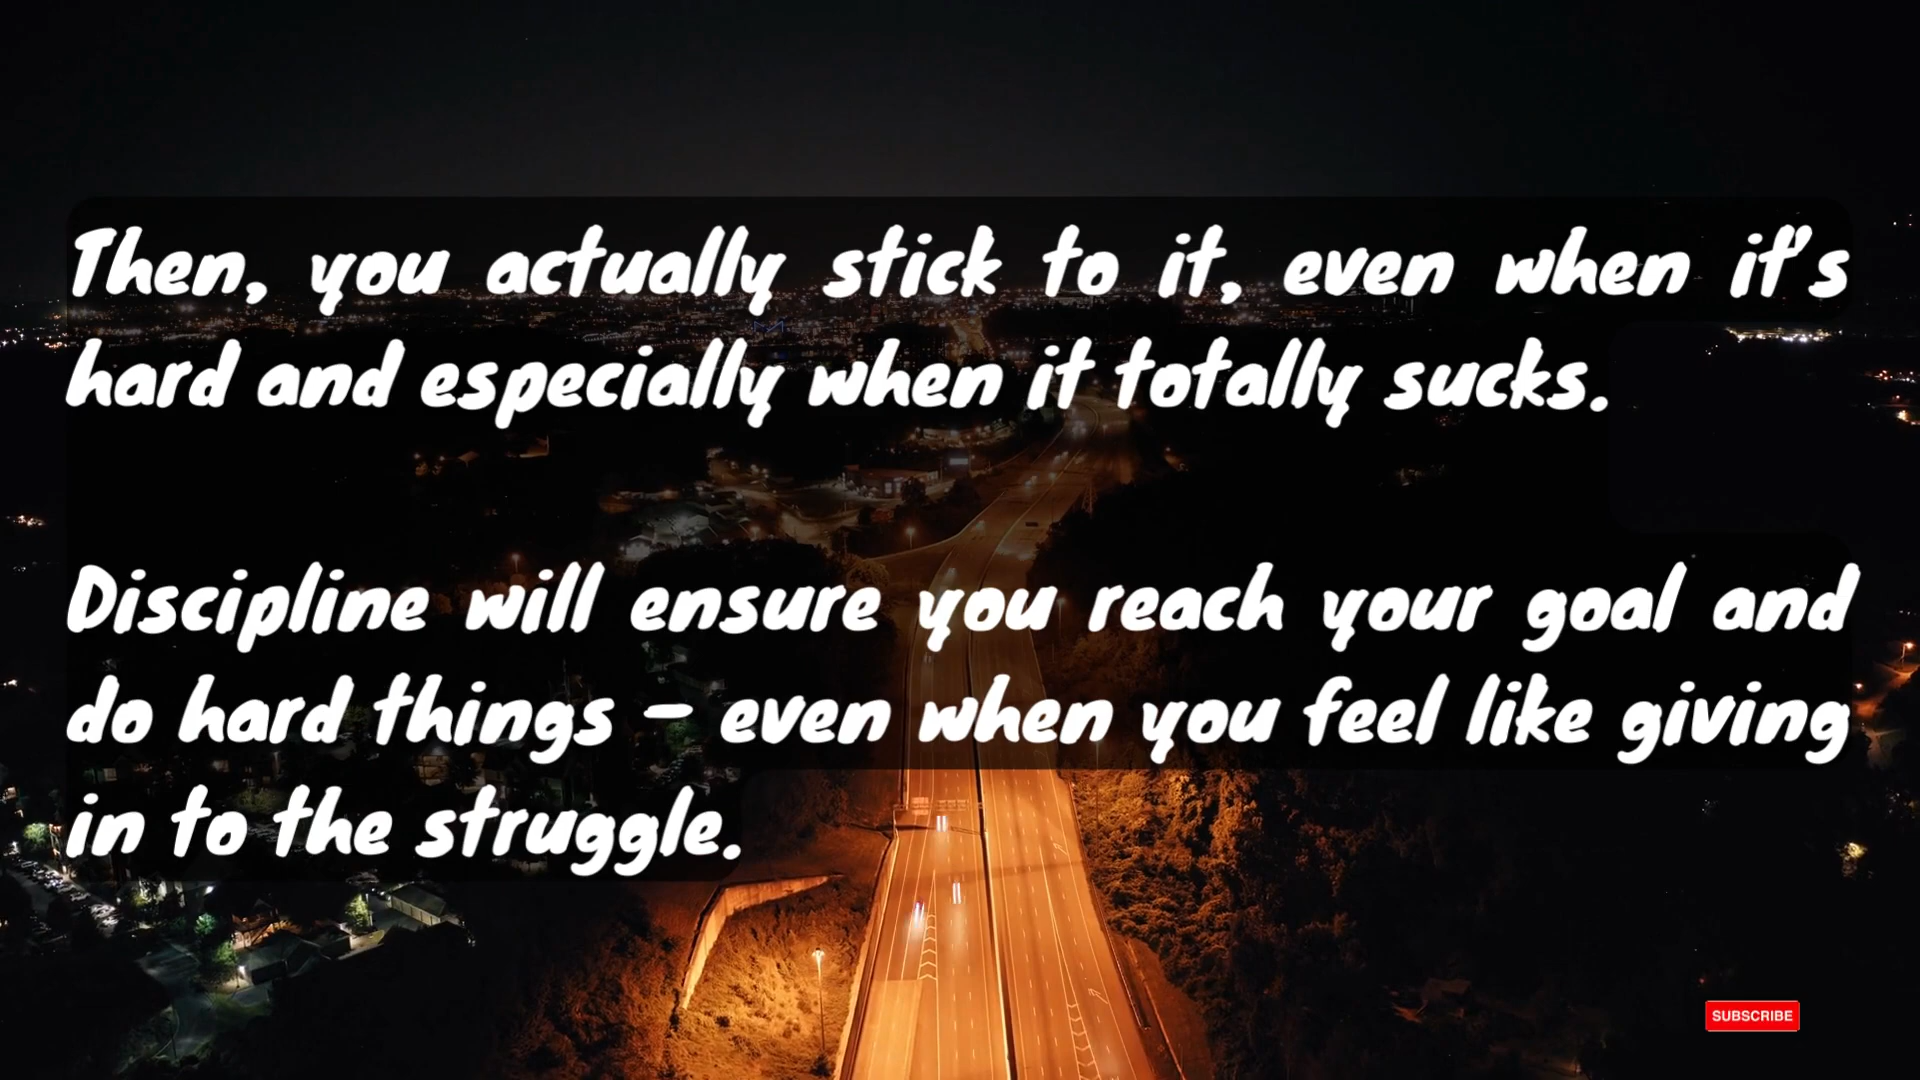 Then, you actually stick to it, even when it's
hard and especially when it totally sucks.
Discipline will ensure you reach your goal and
do hard things – even when you feel like giving
in to the struggle.
SUBSCRIBE